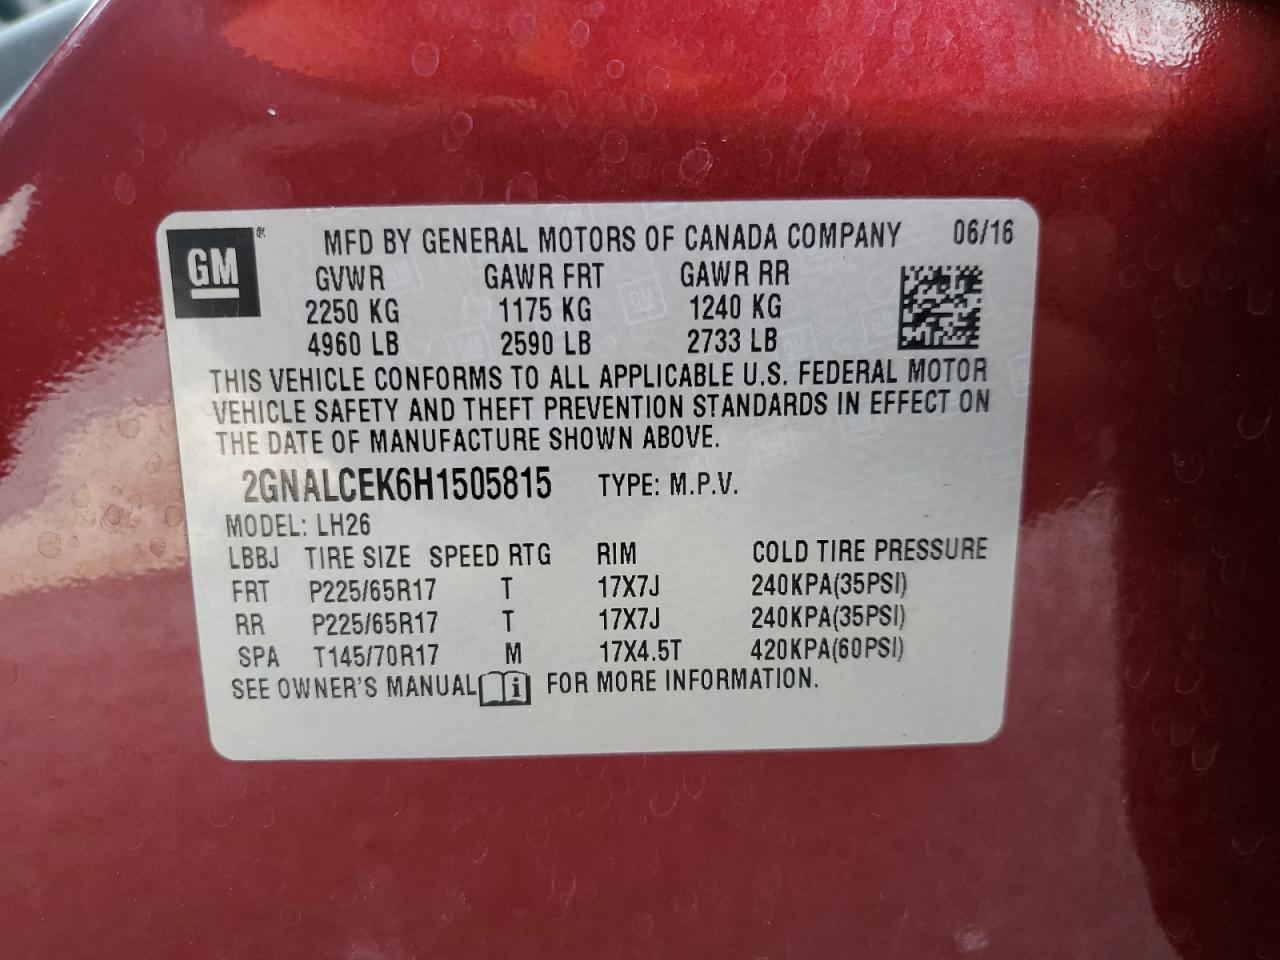 GM ® MFD BY GENERAL MOTORS OF CANADA COMPANY 06/16
GVWR GAWR FRT GAWR RR
2250 KG 1175 KG 1240 KG
4960 LB 2590 LB 2733 LB
THIS VEHICLE CONFORMS TO ALL APPLICABLE U.S. FEDERAL MOTOR
VEHICLE SAFETY AND THEFT PREVENTION STANDARDS IN EFFECT ON
THE DATE OF MANUFACTURE SHOWN ABOVE.
2GNALCEK6H1505815 TYPE: M.P.V.
MODEL: LH26
LBBJ TIRE SIZE SPEED RTG RIM COLD TIRE PRESSURE
FRT P225/65R17 T 17X7J 240KPA(35PSI)
RR P225/65R17 T 17X7J 240KPA(35PSI)
SPA T145/70R17 M 17X4.5T 420KPA(60PSI)
SEE OWNER'S MANUAL i FOR MORE INFORMATION.